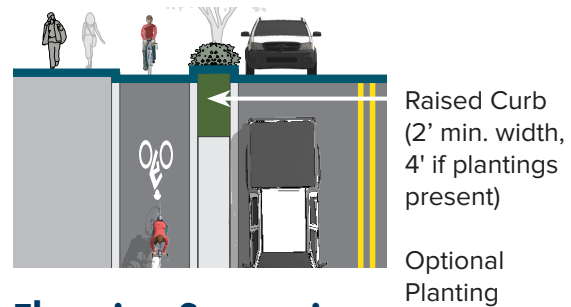 Raised Curb
(2’ min. width,
4' if plantings
present)
Optional
Planting